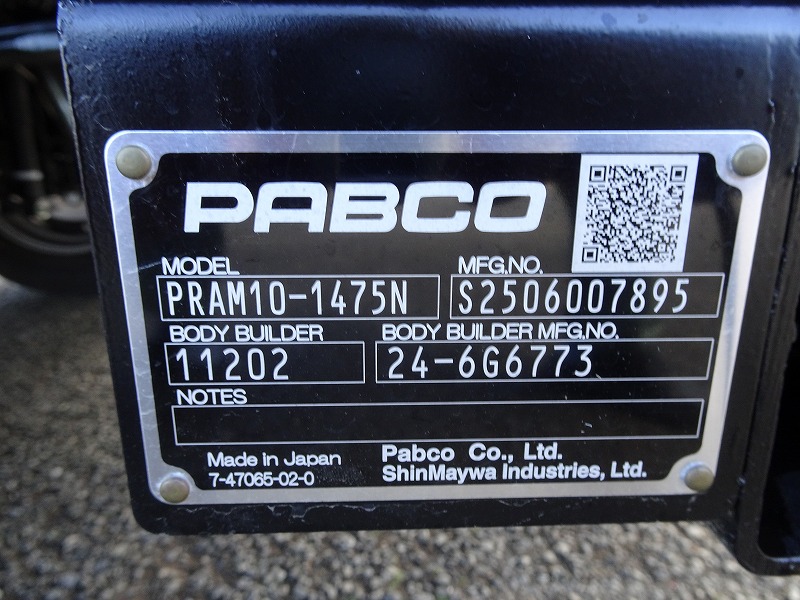 PABCO
MODEL MFG.NO.
PRAM10-1475N S2506007895
BODY BUILDER BODY BUILDER MFG.NO.
11202 24-6G6773
NOTES
Made in Japan Pabco Co., Ltd.
7-47065-02-0 ShinMaywa Industries, Ltd.